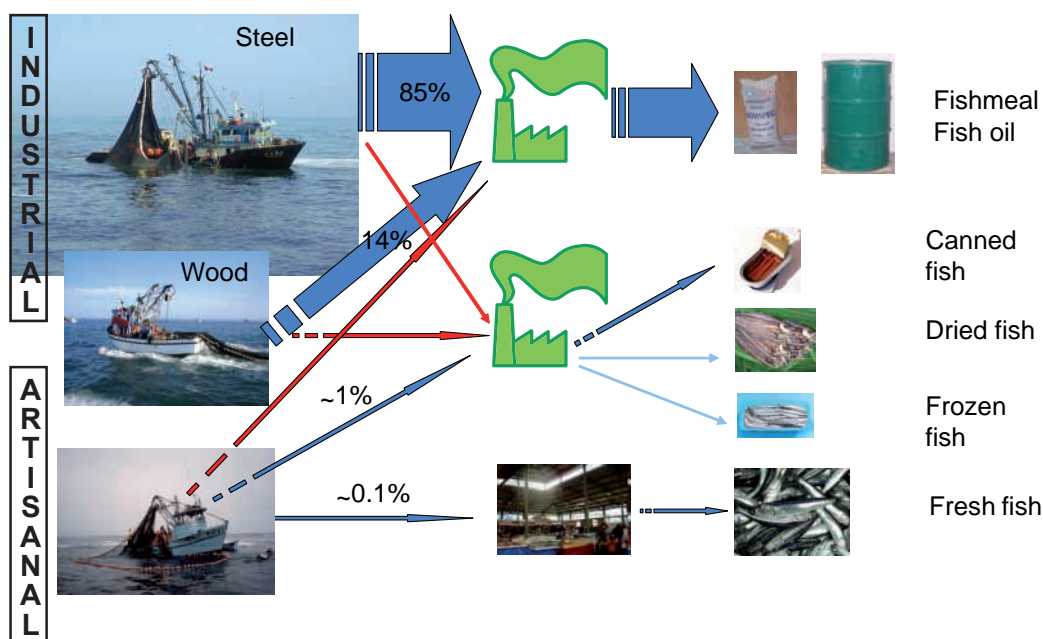 INDUSTRIAL
Steel
85%
Fishmeal
Fish oil
14%
Wood
Canned
fish
Dried fish
ARTISANAL
~1%
Frozen
fish
~0.1%
Fresh fish